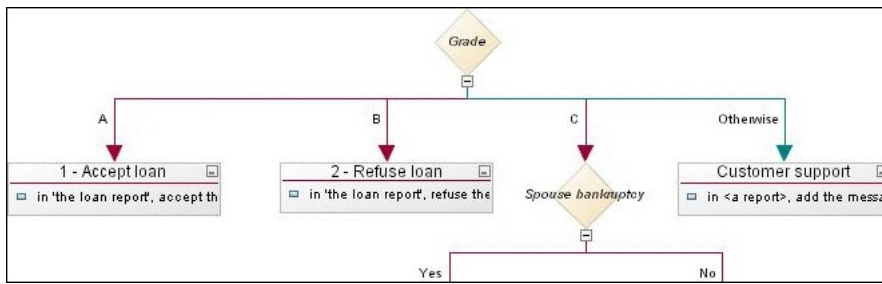 Grade
A
B
C
Otherwise
1 - Accept loan
in 'the loan report', accept th
2 - Refuse loan
in 'the loan report', refuse the
Spouse bankruptcy
Customer support
in <a report>, add the messa
Yes
No